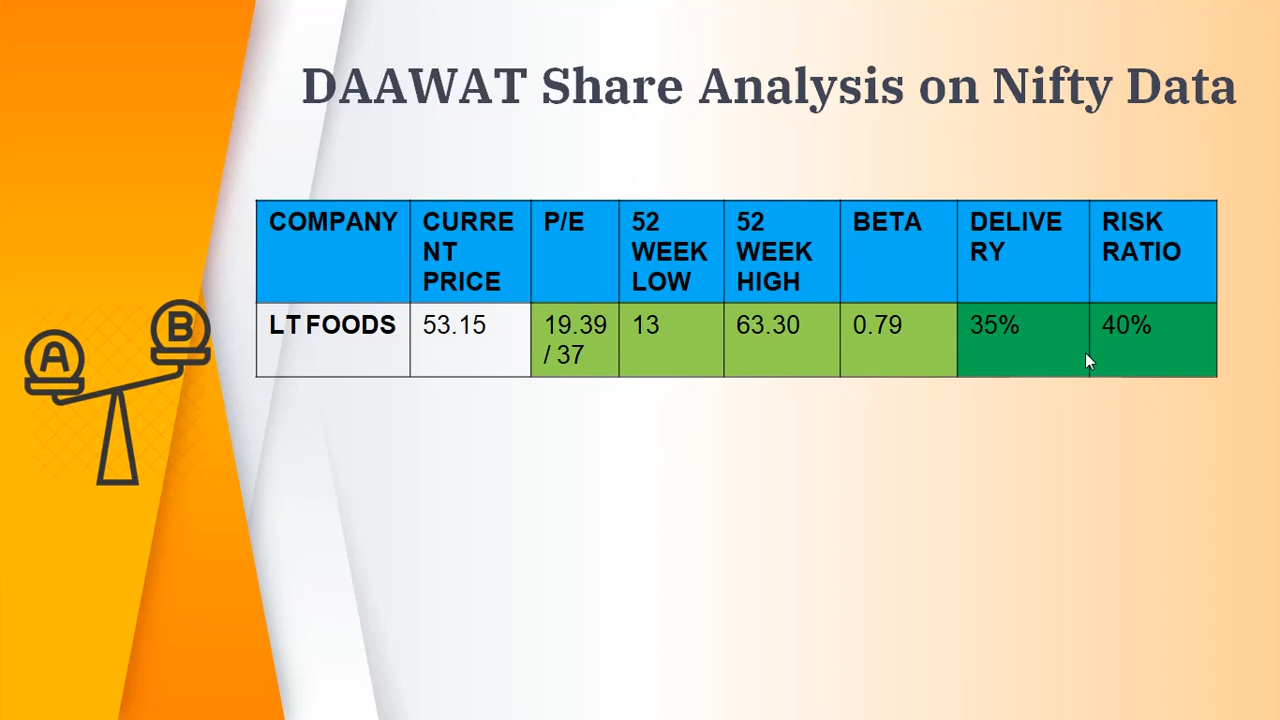 DAAWAT Share Analysis on Nifty Data
COMPANY
CURRE
NT
PRICE
P/E
52
WEEK
LOW
52
WEEK
HIGH
BETA
DELIVE
RY
RISK
RATIO
LT FOODS
53.15
19.39
/ 37
13
63.30
0.79
35%
40%
A
B